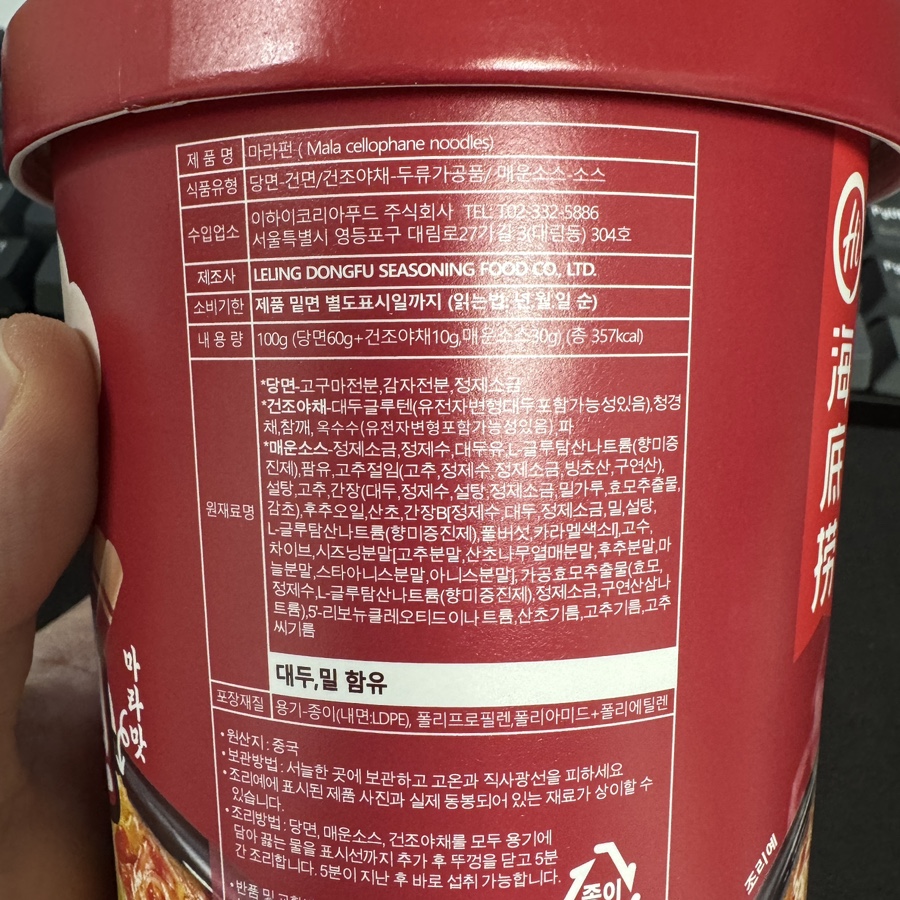 제 품 명 마라펀 ( Mala cellophane noodles)
식품유형 당면-건면/건조야채-두류가공품/ 매운소스-소스
수입업소 이하이코리아푸드 주식회사 TEL: 102-332-5886
서울특별시 영등포구 대림로27가길 3(대림동) 304호
제조사 LELING DONGFU SEASONING FOOD CO., LTD.
소비기한 제품 밑면 별도표시일까지 (읽는법: 년 월 일 순)
내 용 량 100g (당면60g+건조야채10g,매운소스30g) (총 357kcal)
원재료명
*당면-고구마전분,감자전분,정제소금
*건조야채-대두글루텐(유전자변형대두포함가능성있음),청경
채,참깨, 옥수수(유전자변형포함가능성있음), 파
*매운소스-정제소금,정제수, 대두유, L-글루탐산나트륨(향미증
진제),팜유,고추절임(고추,정제수, 정제소금,빙초산,구연산),
설탕,고추,간장(대두,정제수,설탕,정제소금,밀가루,효모추출물,
감초),후추오일,산초,간장B[정제수,대두,정제소금,밀,설탕,
L-글루탐산나트륨(향미증진제),풀버섯,카라멜색소I],고수,
차이브,시즈닝분말[고추분말,산초나무열매분말,후추분말,마
늘분말,스타아니스분말,아니스분말],가공효모추출물(효모,
정제수,L-글루탐산나트륨(향미증진제),정제소금,구연산삼나
트륨),5'-리보뉴클레오티드이나트륨,산초기름,고추기름,고추
씨기름
대두,밀 함유
포장재질 용기-종이(내면:LDPE), 폴리프로필렌,폴리아미드+폴리에틸렌
• 원산지 : 중국
• 보관방법 : 서늘한 곳에 보관하고 고온과 직사광선을 피하세요
• 조리예에 표시된 제품 사진과 실제 동봉되어 있는 재료가 상이할 수
있습니다.
• 조리방법 : 당면, 매운소스, 건조야채를 모두 용기에
담아 끓는 물을 표시선까지 추가 후 뚜껑을 닫고 5분
간 조리합니다. 5분이 지난 후 바로 섭취 가능합니다.
• 반품 및
종이
마라맛
Hi
海底捞
조리예